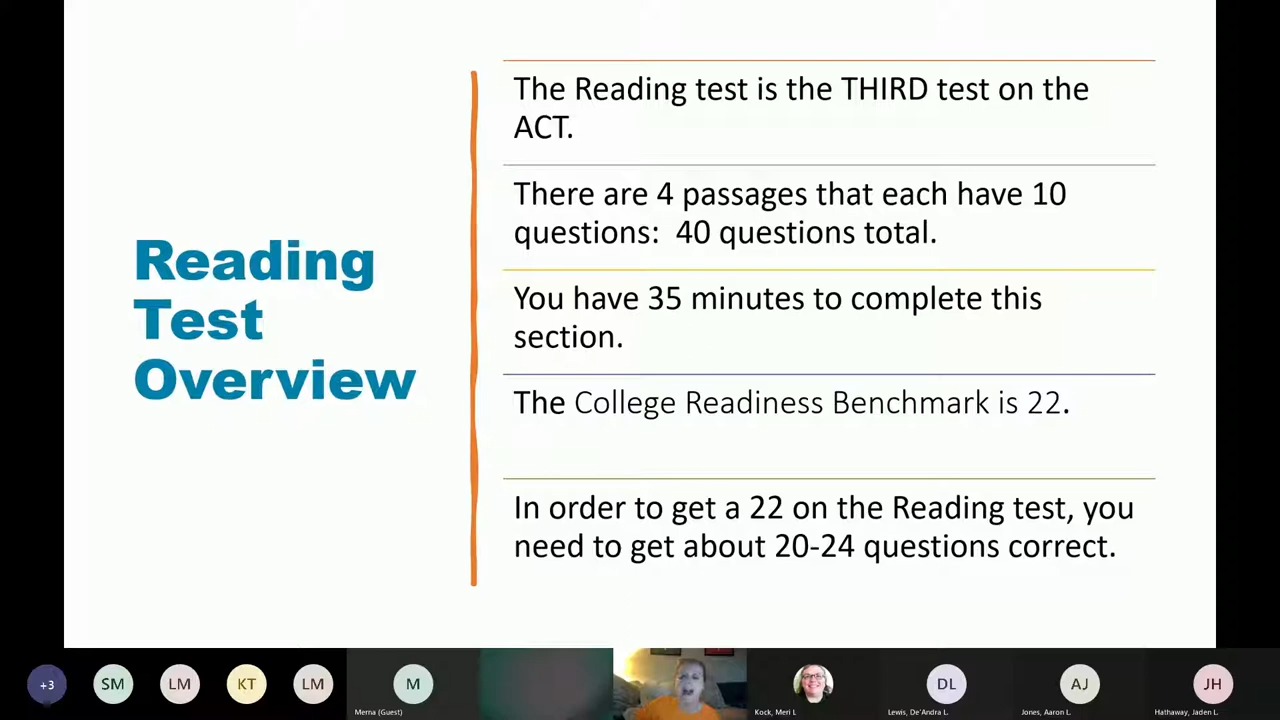 Reading
Test
Overview
The Reading test is the THIRD test on the
ACT.
There are 4 passages that each have 10
questions:  40 questions total.
You have 35 minutes to complete this
section.
The College Readiness Benchmark is 22.
In order to get a 22 on the Reading test, you
need to get about 20-24 questions correct.
+3
SM
LM
KT
LM
M
Merna (Guest)
Kock, Meri L
DL
Lewis, De'Andra L.
AJ
Jones, Aaron L.
JH
Hathaway, Jaden L.